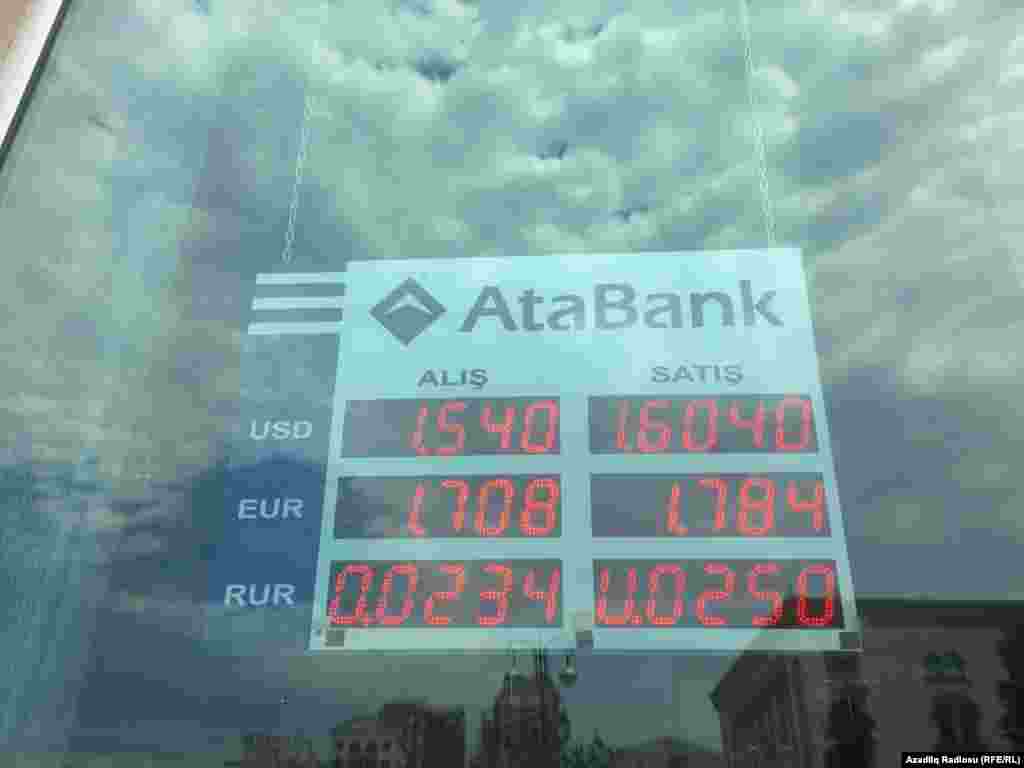 AtaBank
ALIŞ SATIŞ
USD 1.540 1.6040
EUR 1.708 1.784
RUR 0.0234 0.0250
Azadliq Radiosu (RFE/RL)